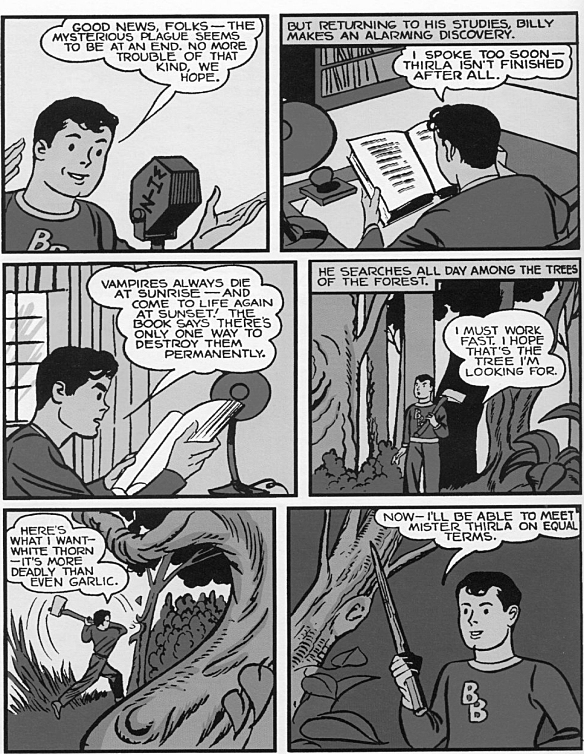 GOOD NEWS, FOLKS — THE
MYSTERIOUS PLAGUE SEEMS
TO BE AT AN END. NO MORE
TROUBLE OF THAT
KIND, WE
HOPE.
WIN
BB
BUT RETURNING TO HIS STUDIES, BILLY
MAKES AN ALARMING DISCOVERY.
I SPOKE TOO SOON —
THIRLA ISN'T FINISHED
AFTER ALL.
VAMPIRES ALWAYS DIE
AT SUNRISE — AND
COME TO LIFE AGAIN
AT SUNSET! THE
BOOK SAYS THERE'S
ONLY ONE WAY TO
DESTROY THEM
PERMANENTLY.
HE SEARCHES ALL DAY AMONG THE TREES
OF THE FOREST.
I MUST WORK
FAST. I HOPE
THAT'S THE
TREE I'M
LOOKING FOR.
HERE'S
WHAT I WANT —
WHITE THORN
— IT'S MORE
DEADLY THAN
EVEN GARLIC.
NOW — I'LL BE ABLE TO MEET
MISTER THIRLA ON EQUAL
TERMS.
BB